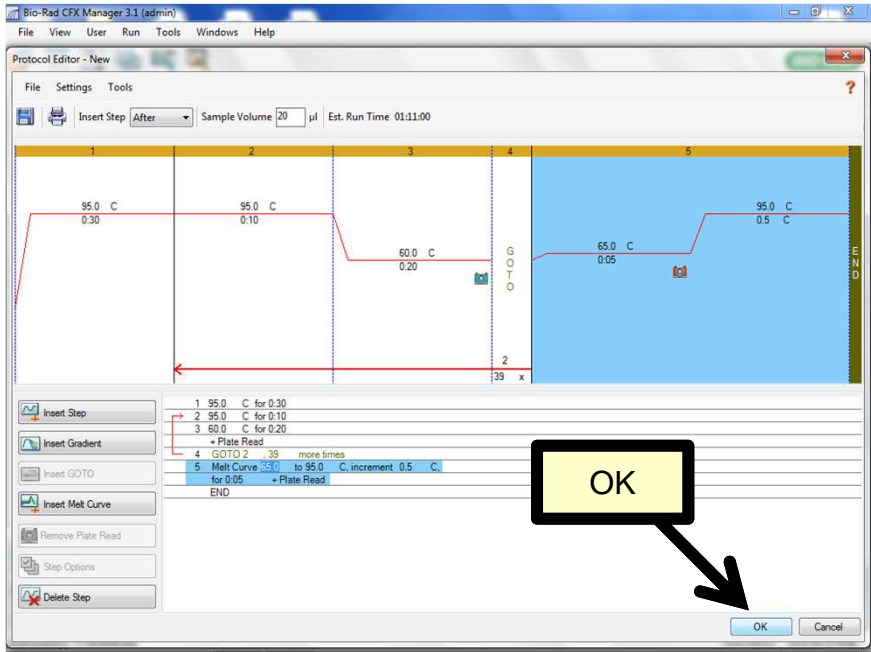 Bio-Rad CFX Manager 3.1 (admin)
File View User Run Tools Windows Help
Protocol Editor - New
File Settings Tools
?
Insert Step After Sample Volume 20 µl Est. Run Time 01:11:00
1 2 3 4 5
95.0 C
0:30
95.0 C
0:10
60.0 C
0:20
G
O
T
O
2
39 x
65.0 C
0:05
95.0 C
0.5 C
E
N
D
Insert Step
Insert Gradient
Insert GOTO
Insert Melt Curve
Remove Plate Read
Step Options
Delete Step
1 95.0 C for 0:30
2 95.0 C for 0:10
3 60.0 C for 0:20
+ Plate Read
4 GOTO 2 , 39 more times
5 Melt Curve 65.0 to 95.0 C, increment 0.5 C,
for 0:05 + Plate Read
END
OK
OK Cancel